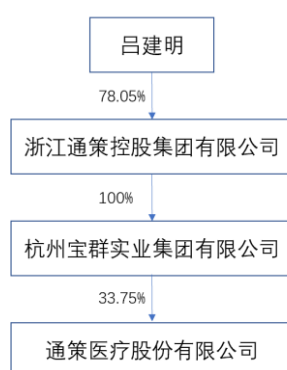 吕建明
78.05%
浙江通策控股集团有限公司
100%
杭州宝群实业集团有限公司
33.75%
通策医疗股份有限公司